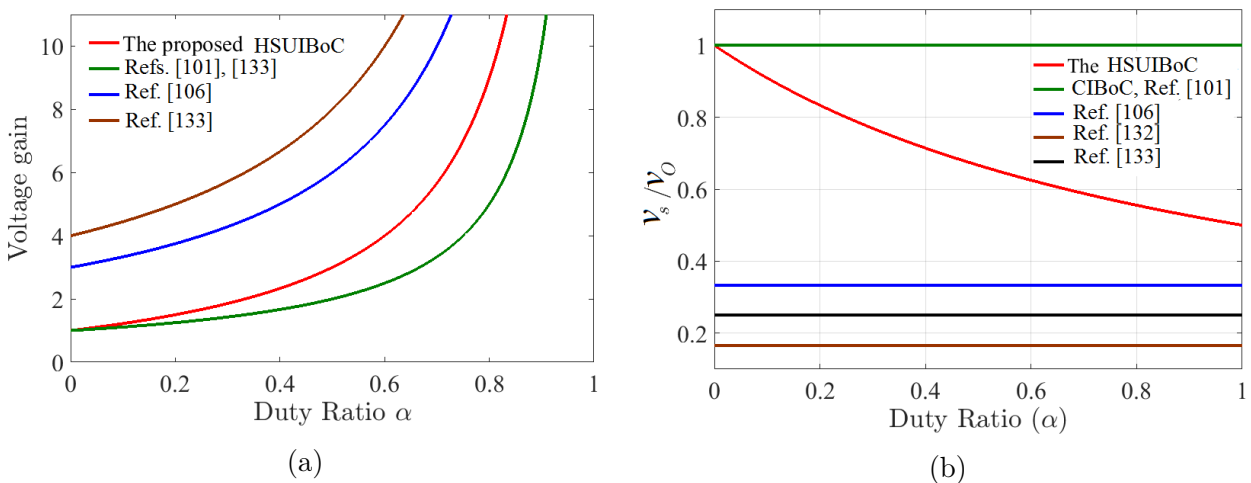 10
8
6
4
2
0
Voltage gain
The proposed HSUIBoC
Refs. [101], [133]
Ref. [106]
Ref. [133]
0 0.2 0.4 0.6 0.8 1
Duty Ratio α
(a)
1
0.8
0.6
0.4
0.2
v_s /v_O
The HSUIBoC
CIBoC, Ref. [101]
Ref. [106]
Ref. [132]
Ref. [133]
0 0.2 0.4 0.6 0.8 1
Duty Ratio (α)
(b)